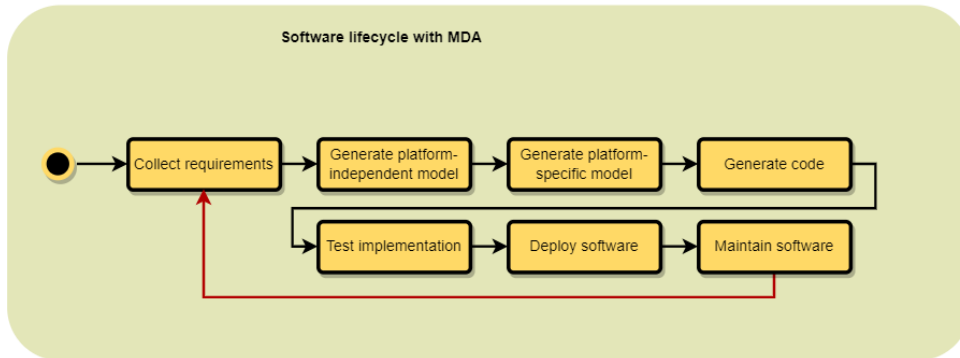 Software lifecycle with MDA
Collect requirements
Generate platform-
independent model
Generate platform-
specific model
Generate code
Test implementation
Deploy software
Maintain software